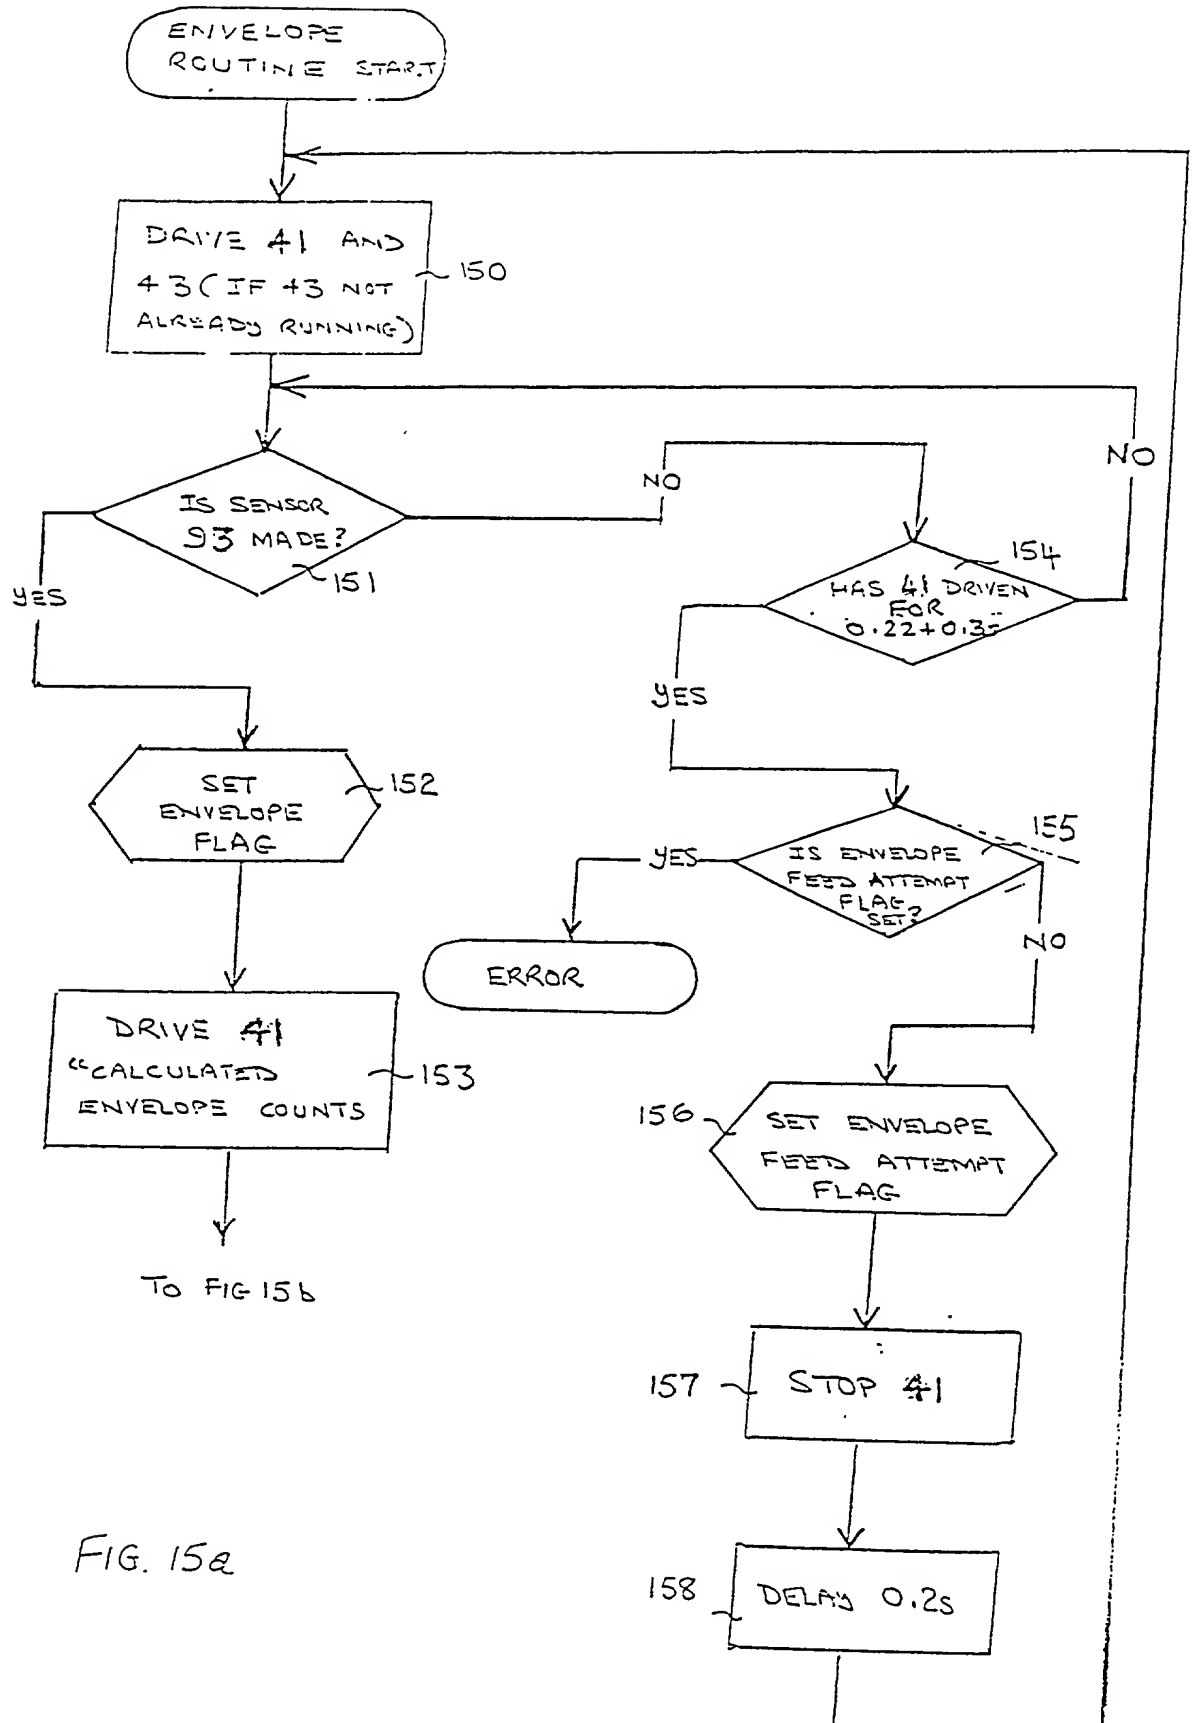 ENVELOPE
ROUTINE START
DRIVE 41 AND
43 (IF 43 NOT
ALREADY RUNNING)
150
NO
NO
IS SENSOR
93 MADE?
151
154
HAS 41 DRIVEN
FOR
0.22+0.3
YES
YES
SET
ENVELOPE
FLAG
152
155
IS ENVELOPE
FEED ATTEMPT
FLAG
SET?
YES
NO
ERROR
DRIVE 41
"CALCULATED
ENVELOPE COUNTS
153
156
SET ENVELOPE
FEED ATTEMPT
FLAG
TO FIG 15b
157
STOP 41
FIG. 15a
158
DELAY 0.2s